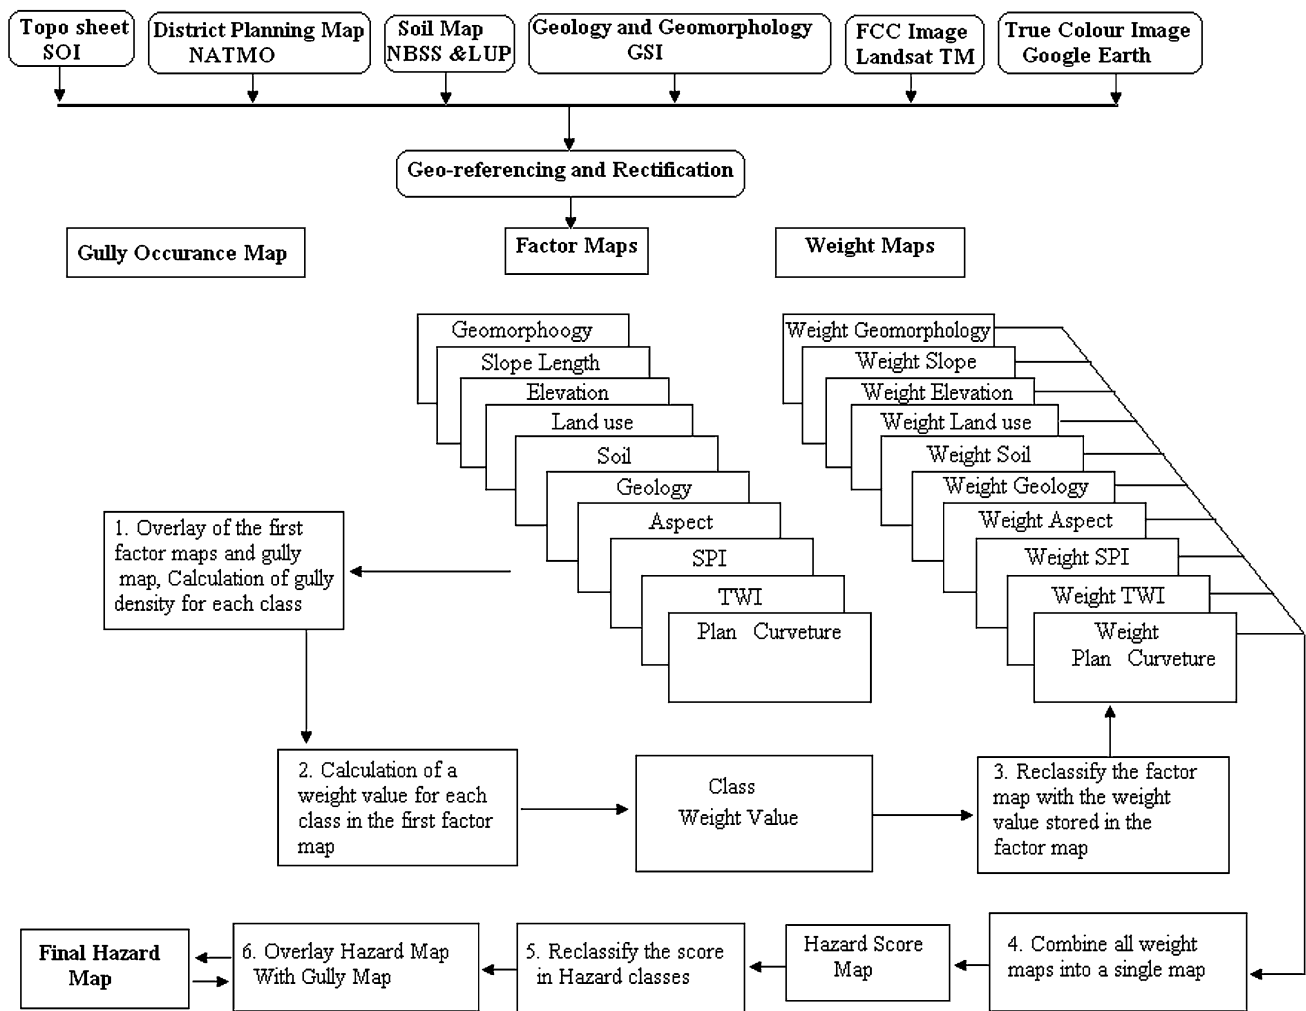 Topo sheet
SOI
District Planning Map
NATMO
Soil Map
NBSS &LUP
Geology and Geomorphology
GSI
FCC Image
Landsat TM
True Colour Image
Google Earth
Geo-referencing and Rectification
Gully Occurance Map
Factor Maps
Weight Maps
Geomorphoogy
Slope Length
Elevation
Land use
Soil
Geology
Aspect
SPI
TWI
Plan Curveture
Weight Geomorphology
Weight Slope
Weight Elevation
Weight Land use
Weight Soil
Weight Geology
Weight Aspect
Weight SPI
Weight TWI
Weight
Plan Curveture
1. Overlay of the first
factor maps and gully
map, Calculation of gully
density for each class
2. Calculation of a
weight value for each
class in the first factor
map
Class
Weight Value
3. Reclassify the factor
map with the weight
value stored in the
factor map
4. Combine all weight
maps into a single map
Hazard Score
Map
5. Reclassify the score
in Hazard classes
6. Overlay Hazard Map
With Gully Map
Final Hazard
Map